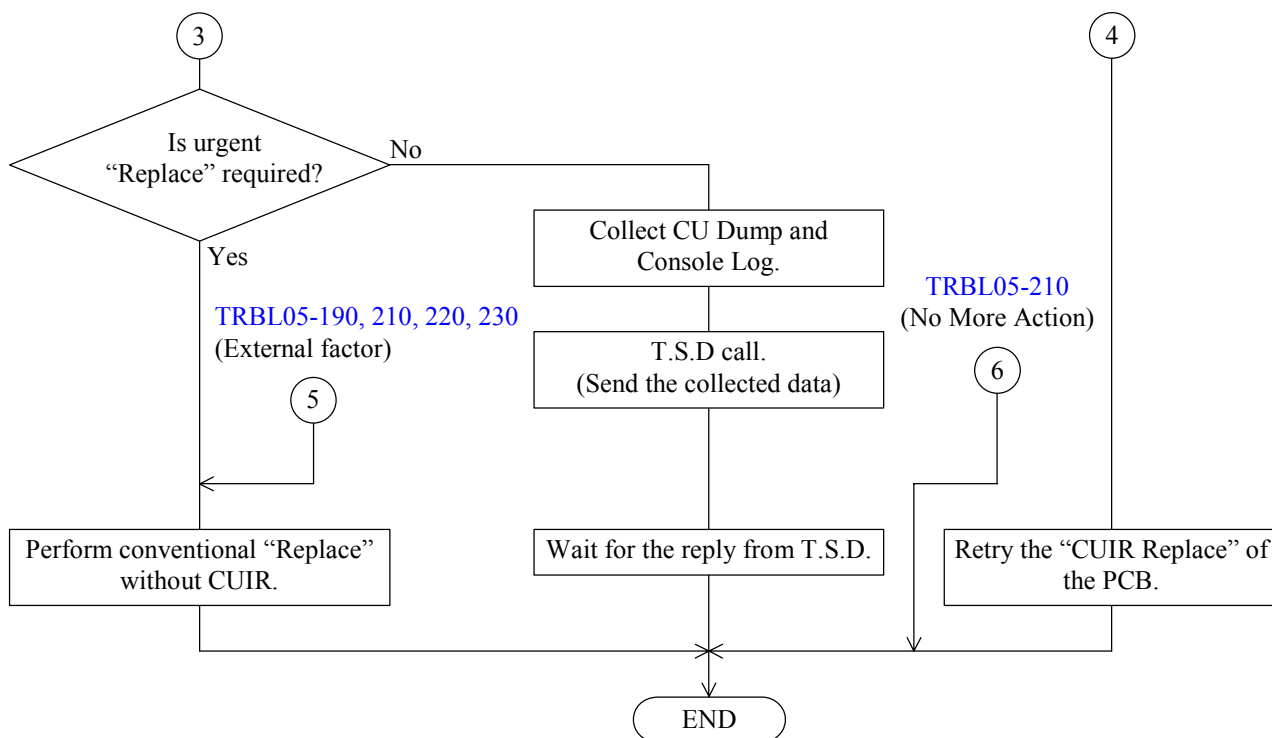 3
4
Is urgent
“Replace” required?
No
Yes
Collect CU Dump and
Console Log.
TRBL05-190, 210, 220, 230
(External factor)
5
T.S.D call.
(Send the collected data)
TRBL05-210
(No More Action)
6
Perform conventional “Replace”
without CUIR.
Wait for the reply from T.S.D.
Retry the “CUIR Replace” of
the PCB.
END